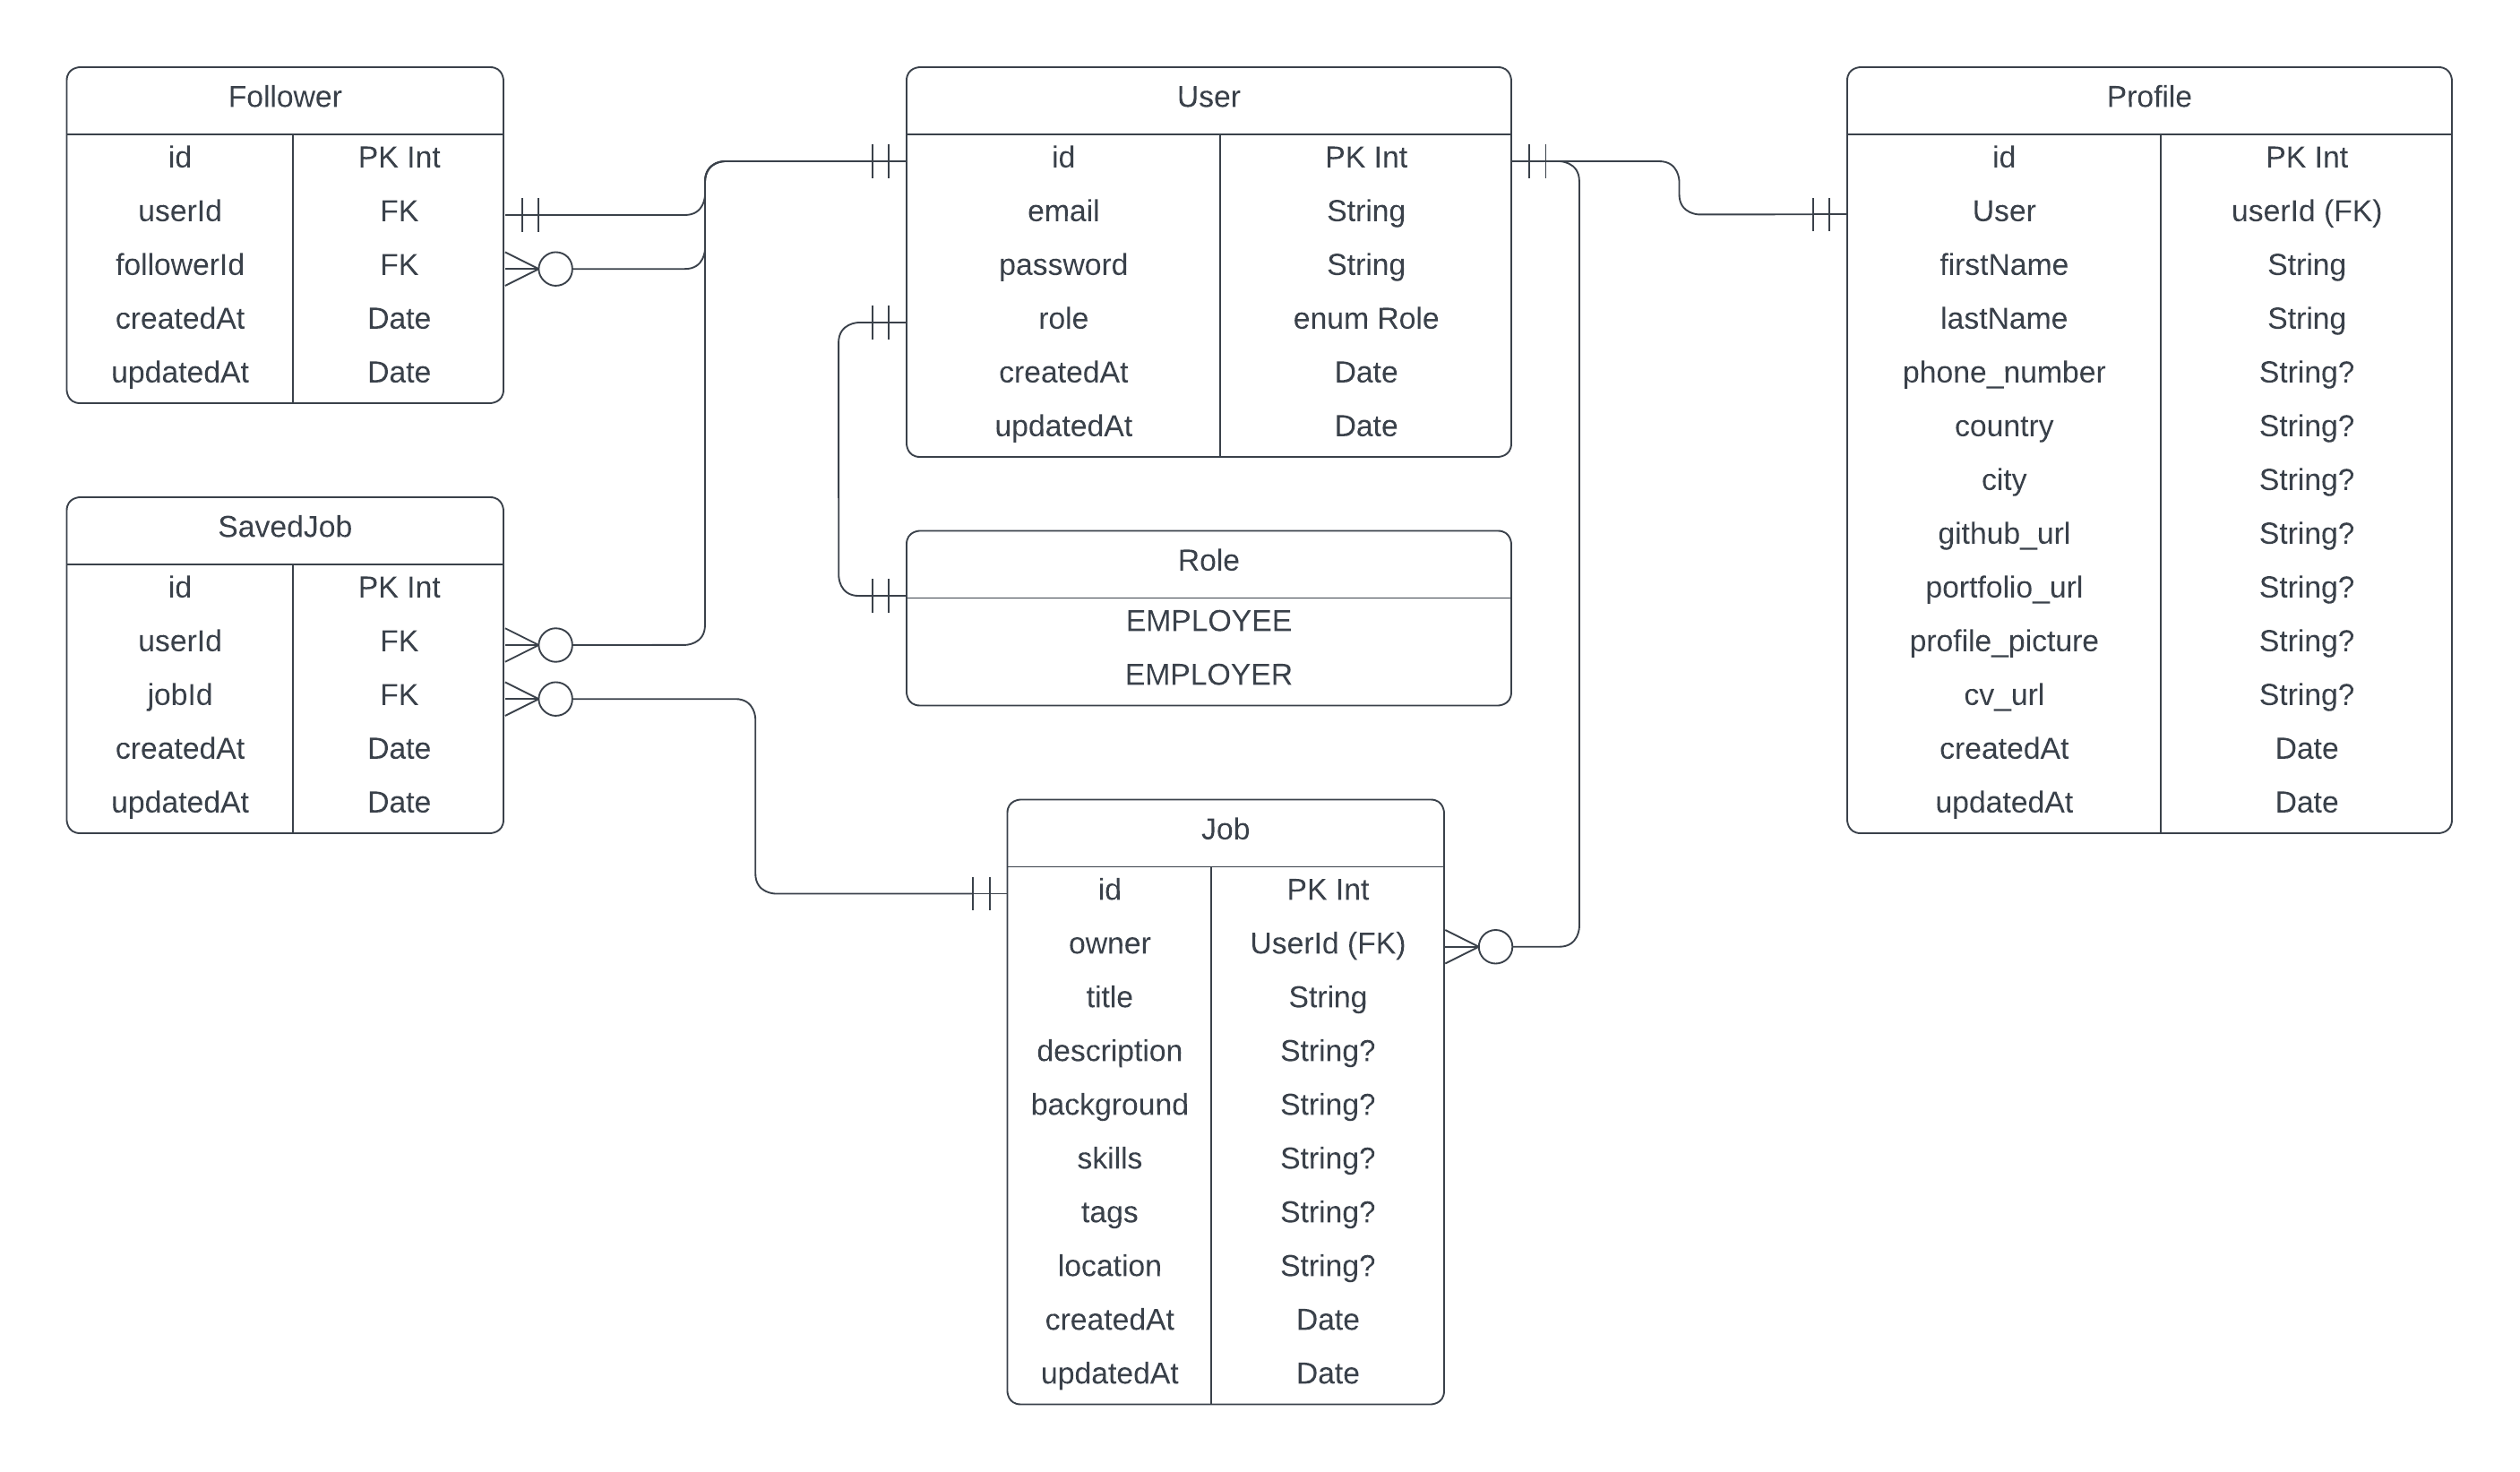 Follower
id PK Int
userId FK
followerId FK
createdAt Date
updatedAt Date
User
id PK Int
email String
password String
role enum Role
createdAt Date
updatedAt Date
Profile
id PK Int
User userId (FK)
firstName String
lastName String
phone_number String?
country String?
city String?
github_url String?
portfolio_url String?
profile_picture String?
cv_url String?
createdAt Date
updatedAt Date
SavedJob
id PK Int
userId FK
jobId FK
createdAt Date
updatedAt Date
Role
EMPLOYEE
EMPLOYER
Job
id PK Int
owner UserId (FK)
title String
description String?
background String?
skills String?
tags String?
location String?
createdAt Date
updatedAt Date